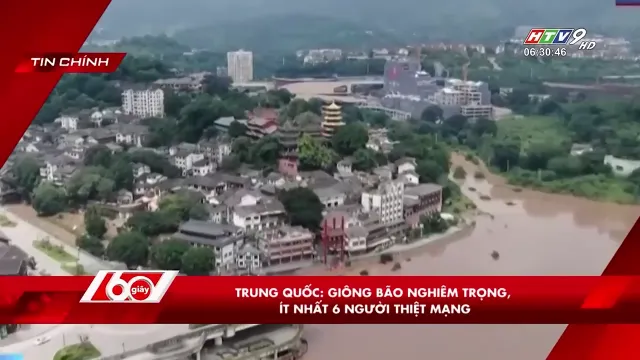 TIN CHÍNH
HTV9 HD
06:30:46
60 giây
TRUNG QUỐC: GIÔNG BÃO NGHIÊM TRỌNG,
ÍT NHẤT 6 NGƯỜI THIỆT MẠNG